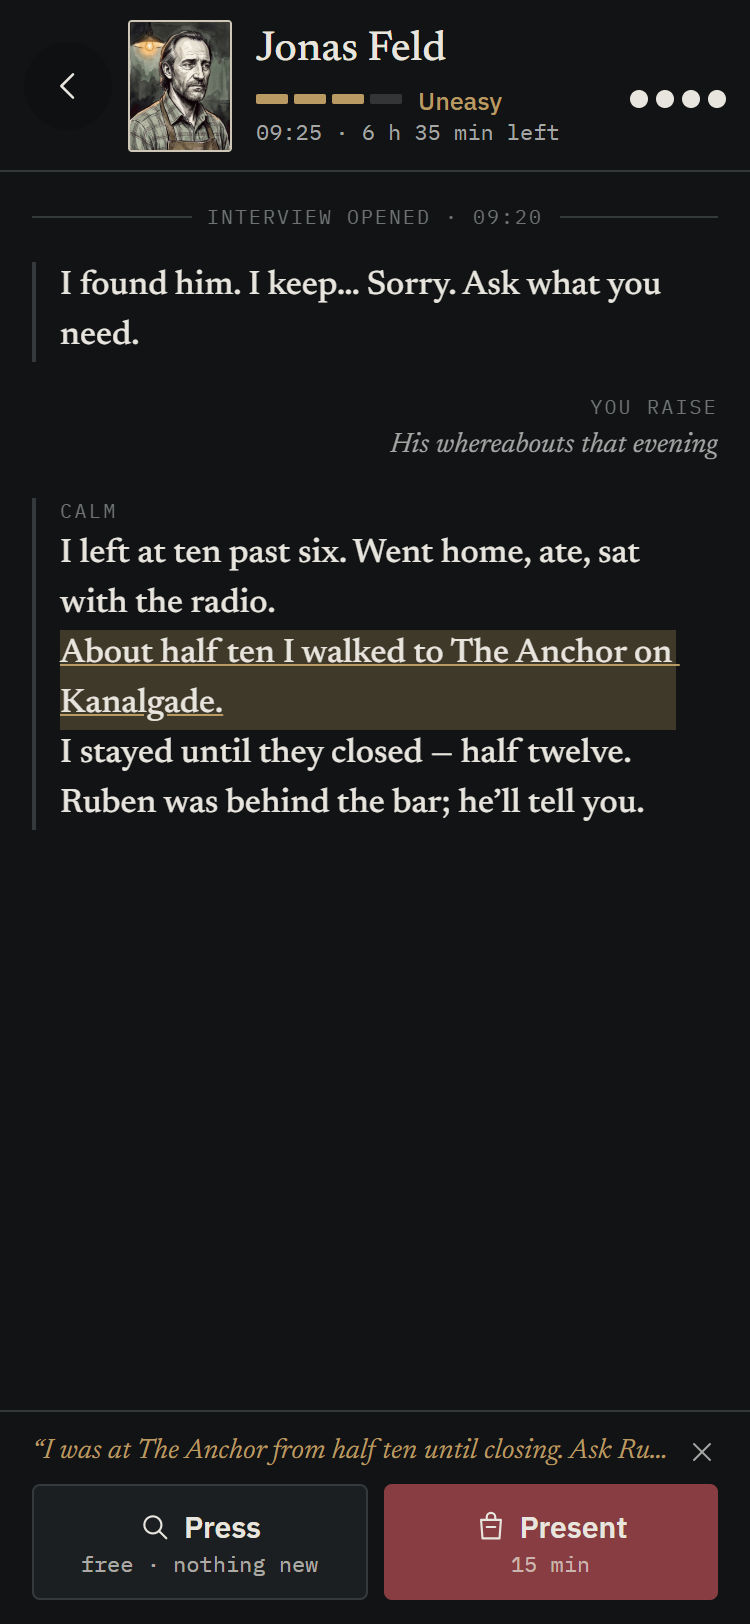 Jonas Feld
Uneasy
09:25 · 6 h 35 min left
INTERVIEW OPENED · 09:20
I found him. I keep… Sorry. Ask what you
need.
YOU RAISE
His whereabouts that evening
CALM
I left at ten past six. Went home, ate, sat
with the radio.
About half ten I walked to The Anchor on
Kanalgade.
I stayed until they closed – half twelve.
Ruben was behind the bar; he’ll tell you.
“I was at The Anchor from half ten until closing. Ask Ru…
Press
free · nothing new
Present
15 min